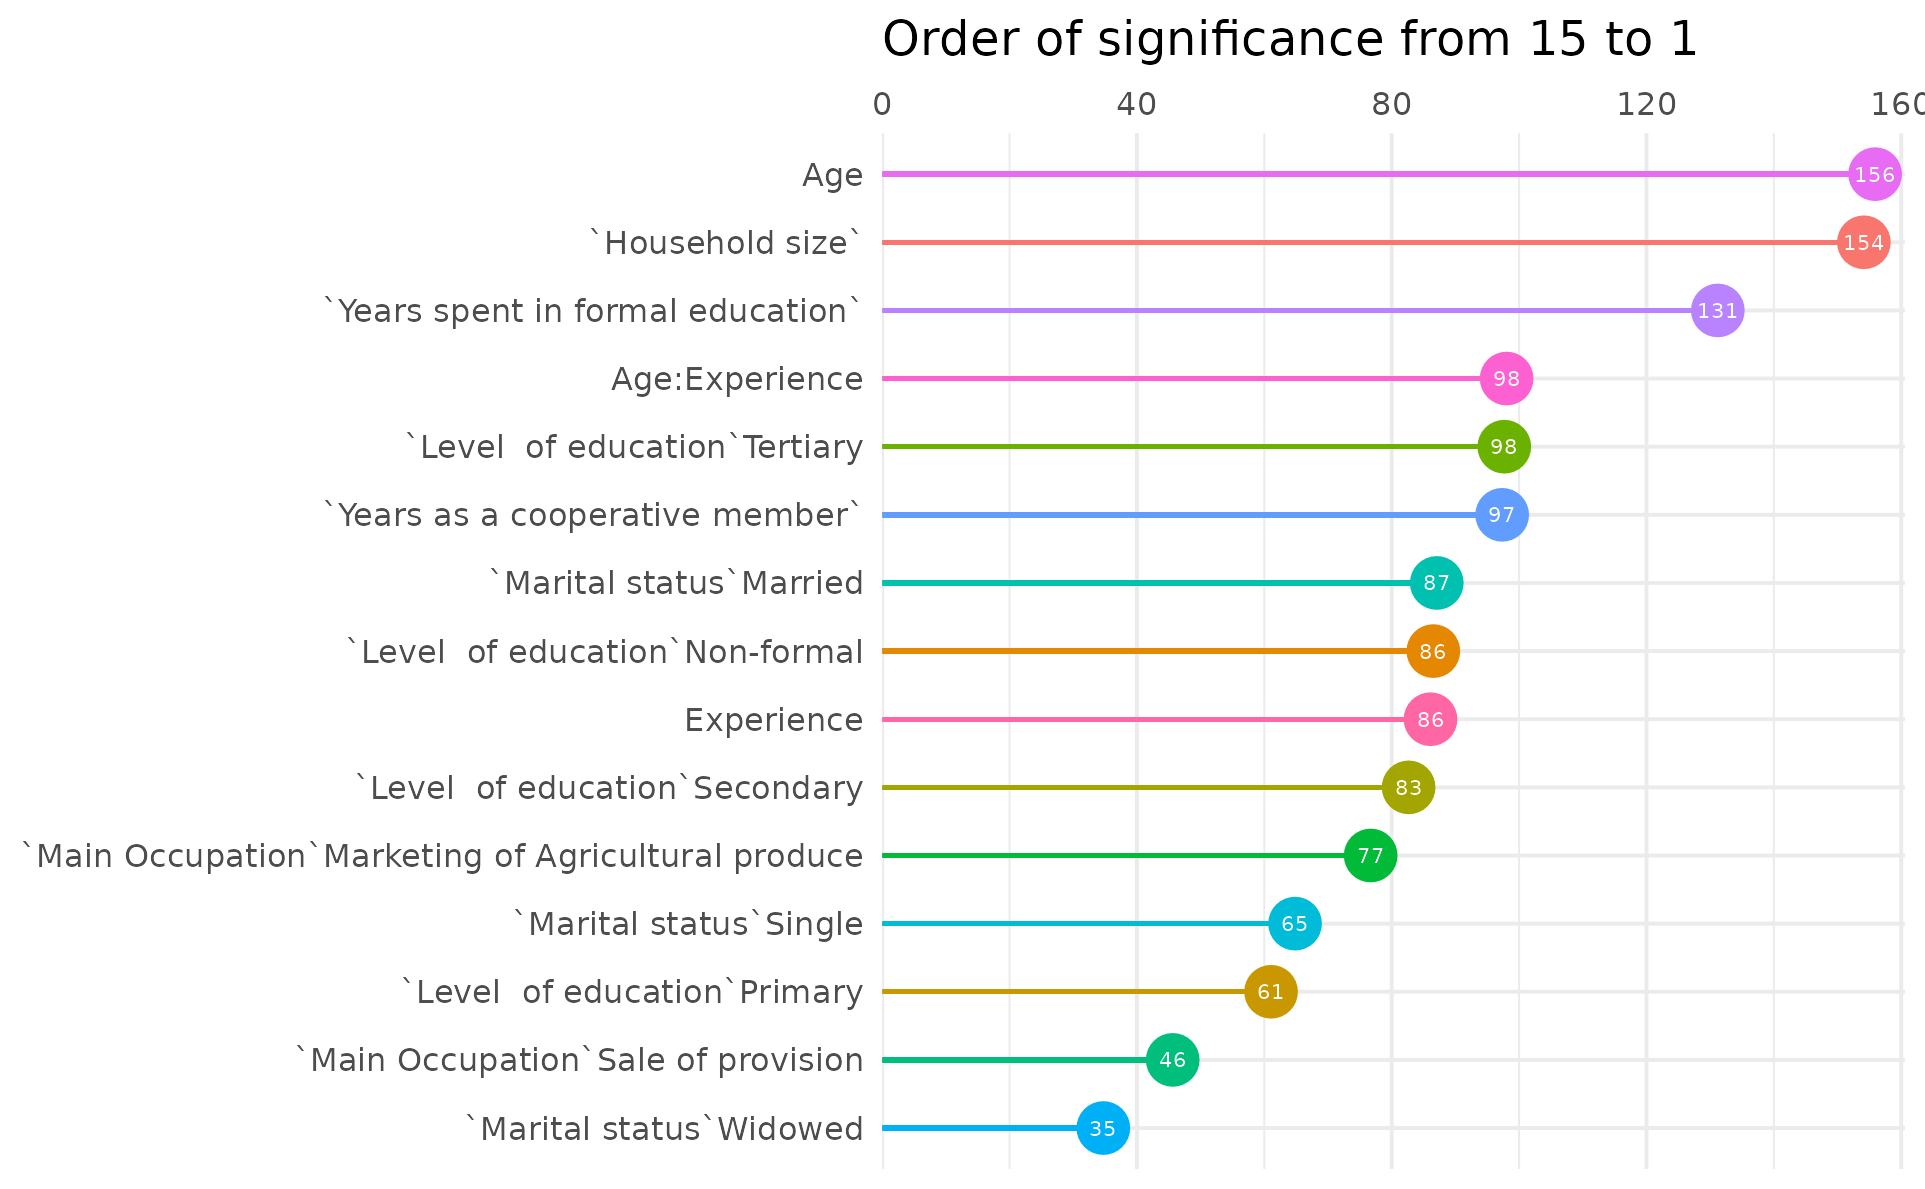 Order of significance from 15 to 1
0 40 80 120 160
Age 156
`Household size` 154
`Years spent in formal education` 131
Age:Experience 98
`Level  of education`Tertiary 98
`Years as a cooperative member` 97
`Marital status`Married 87
`Level  of education`Non-formal 86
Experience 86
`Level  of education`Secondary 83
`Main Occupation`Marketing of Agricultural produce 77
`Marital status`Single 65
`Level  of education`Primary 61
`Main Occupation`Sale of provision 46
`Marital status`Widowed 35